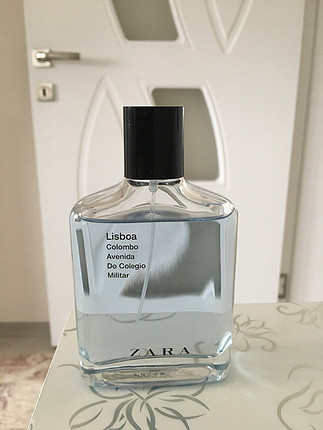 Lisboa
Colombo
Avenida
Do Colegio
Militar
ZARA